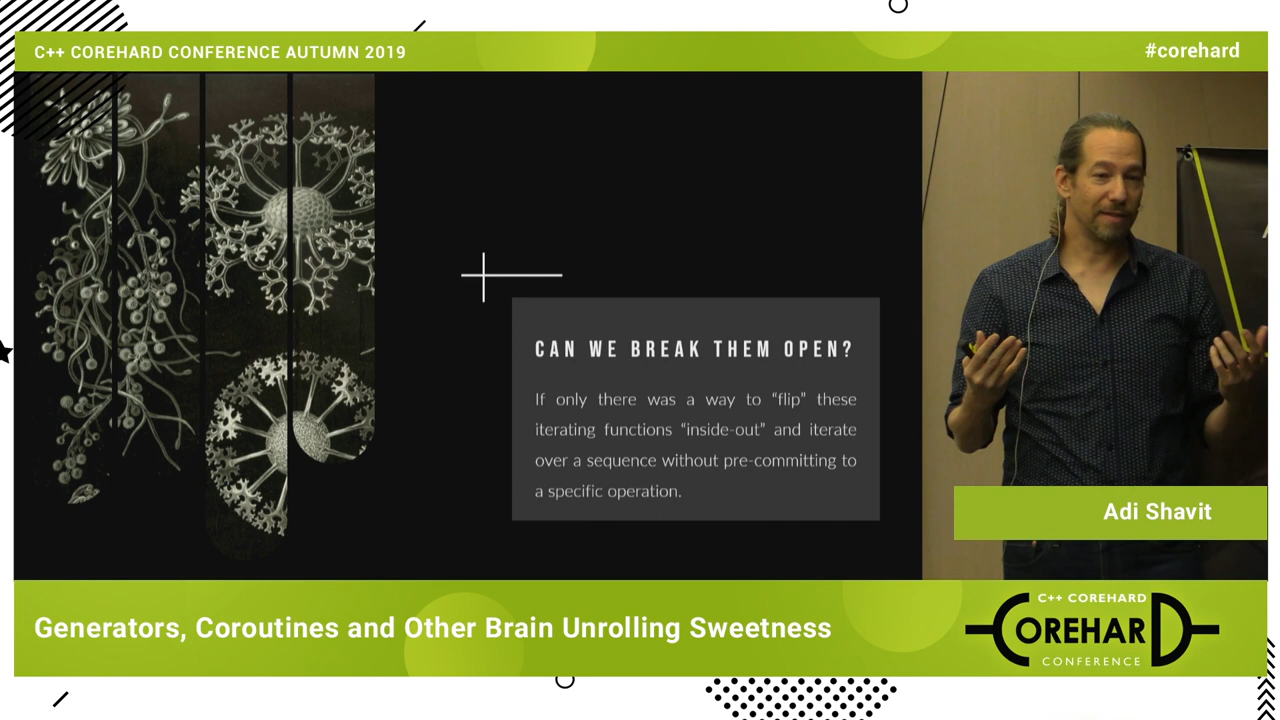 C++ COREHARD CONFERENCE AUTUMN 2019
#corehard
CAN WE BREAK THEM OPEN?
If only there was a way to “flip” these
iterating functions “inside-out” and iterate
over a sequence without pre-committing to
a specific operation.
Adi Shavit
Generators, Coroutines and Other Brain Unrolling Sweetness
C++ COREHARD
COREHARD
CONFERENCE